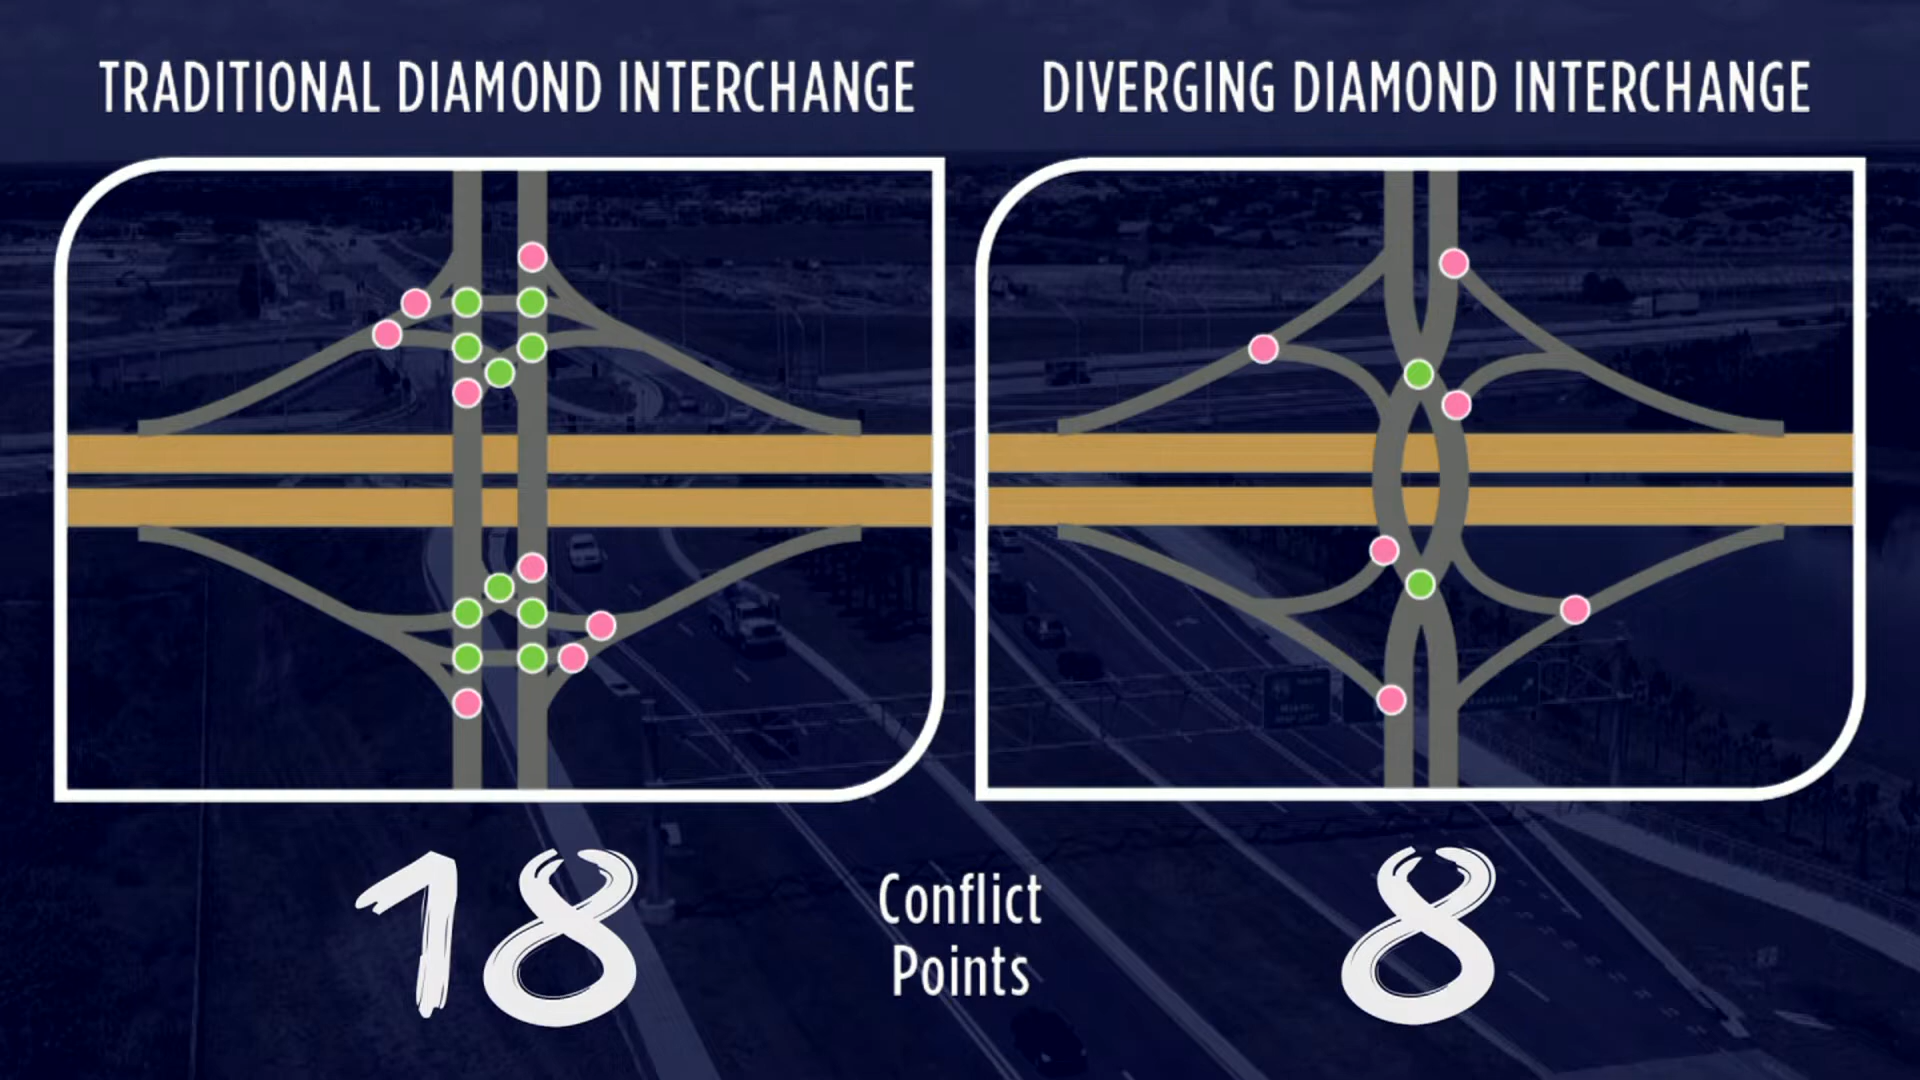 TRADITIONAL DIAMOND INTERCHANGE
DIVERGING DIAMOND INTERCHANGE
18
Conflict
Points
8